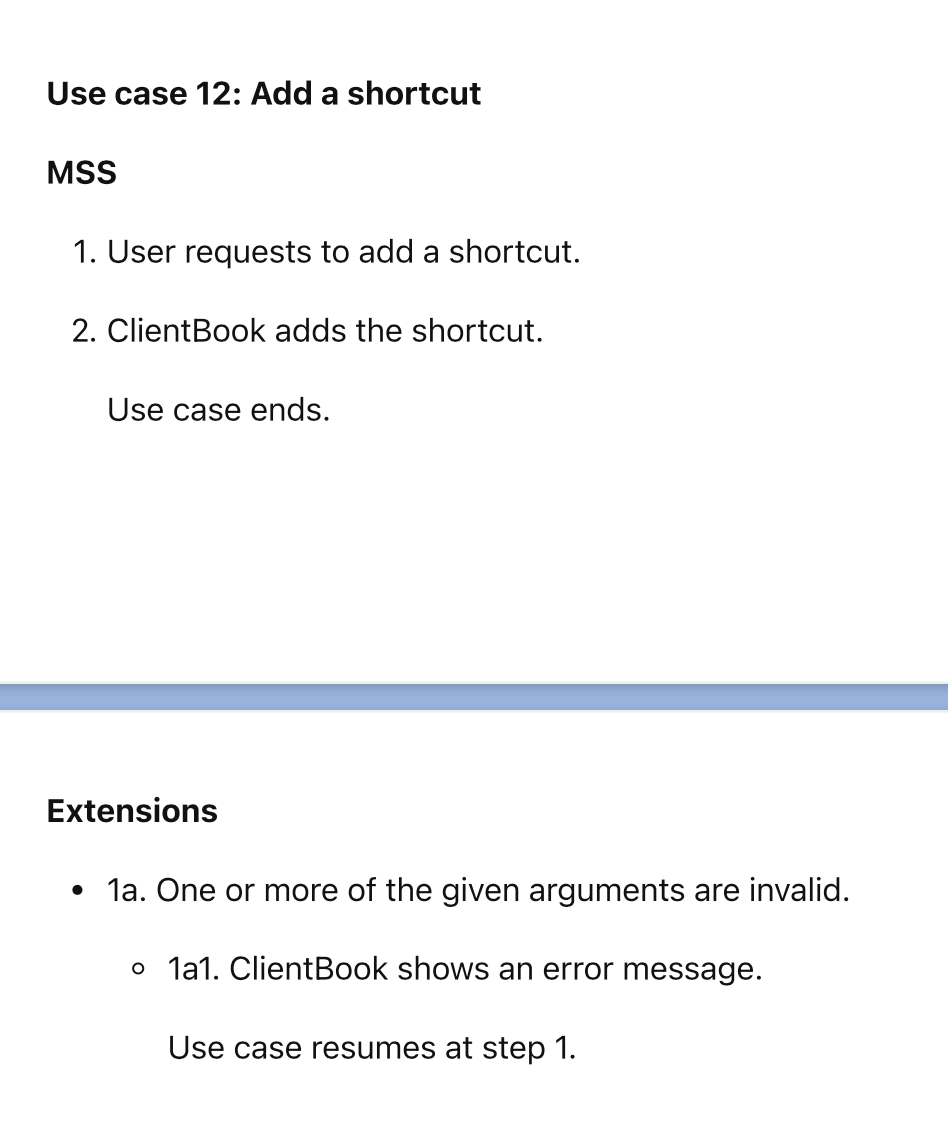 Use case 12: Add a shortcut
MSS
1. User requests to add a shortcut.
2. ClientBook adds the shortcut.
Use case ends.
Extensions
• 1a. One or more of the given arguments are invalid.
○ 1a1. ClientBook shows an error message.
Use case resumes at step 1.